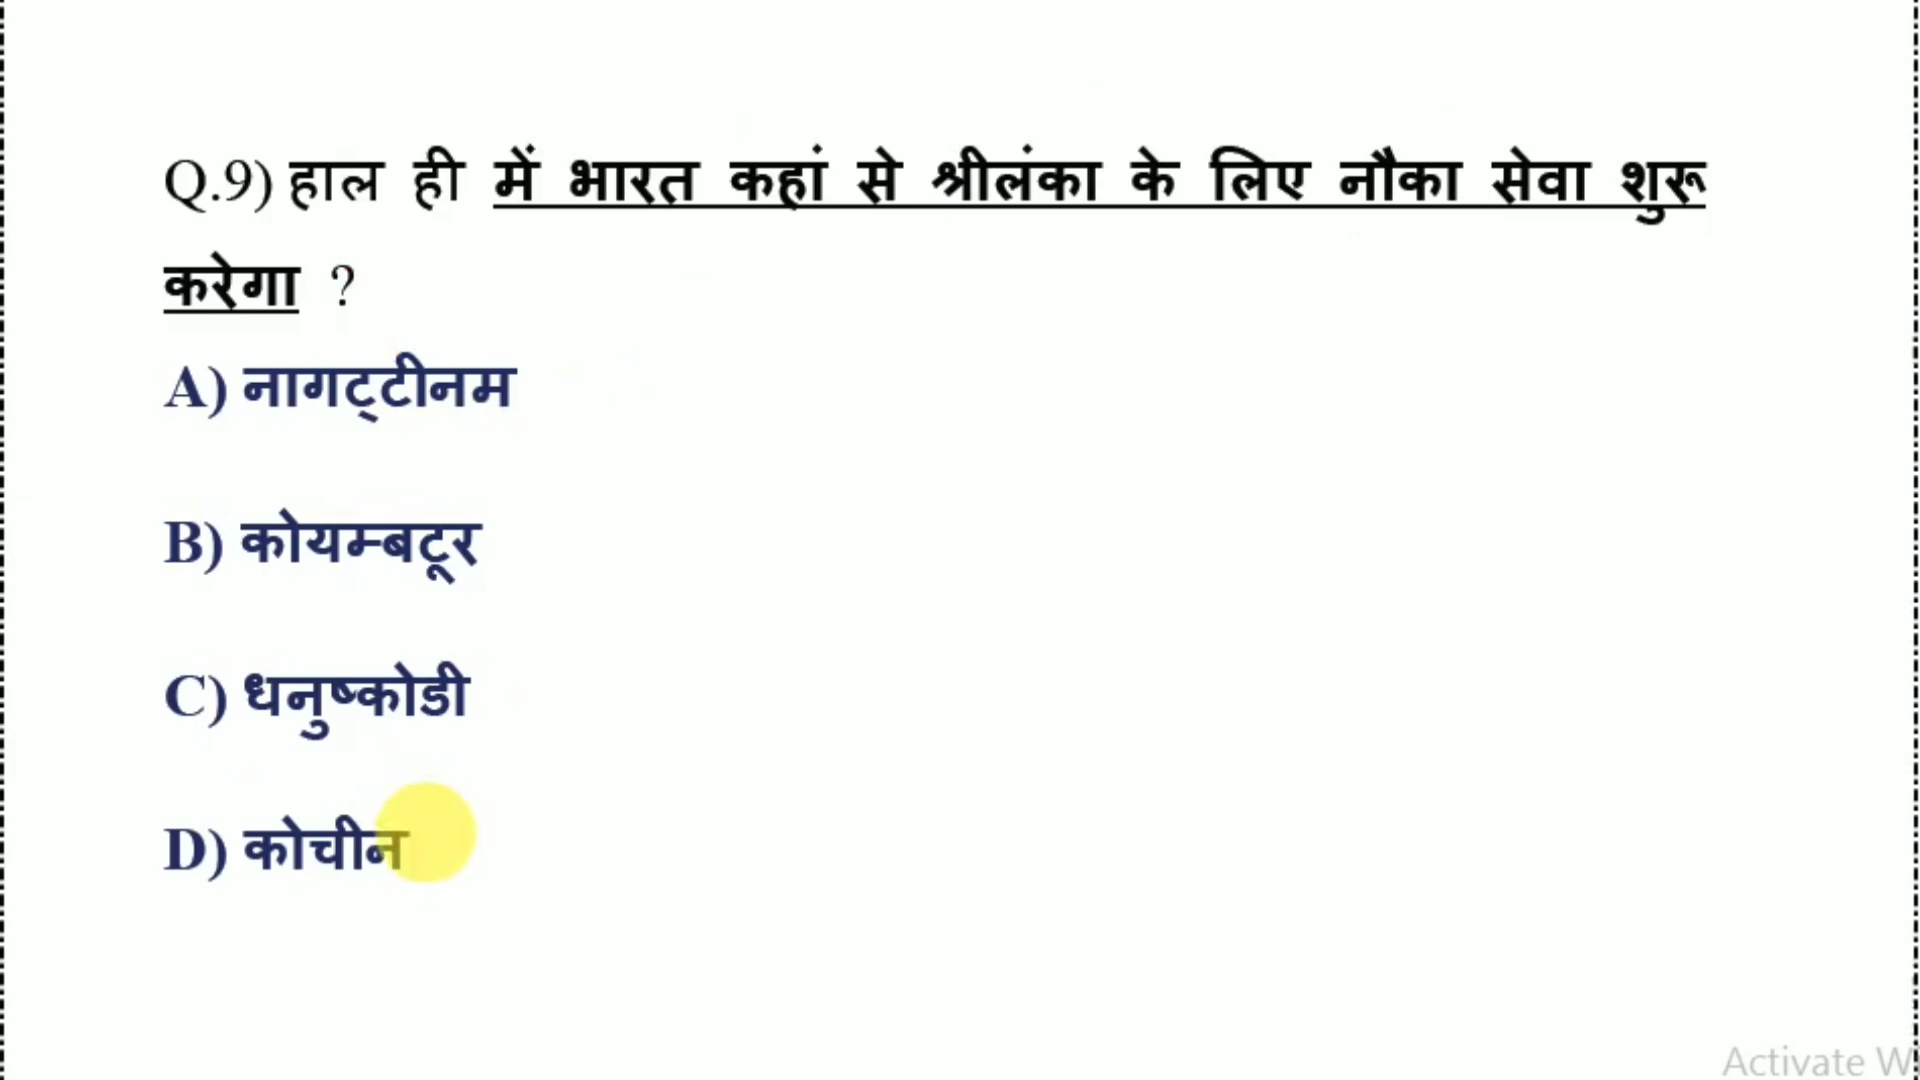 Q.9) हाल ही में भारत कहां से श्रीलंका के लिए नौका सेवा शुरू
करेगा ?
A) नागट्टीनम
B) कोयम्बटूर
C) धनुष्कोडी
D) कोचीन
Activate W